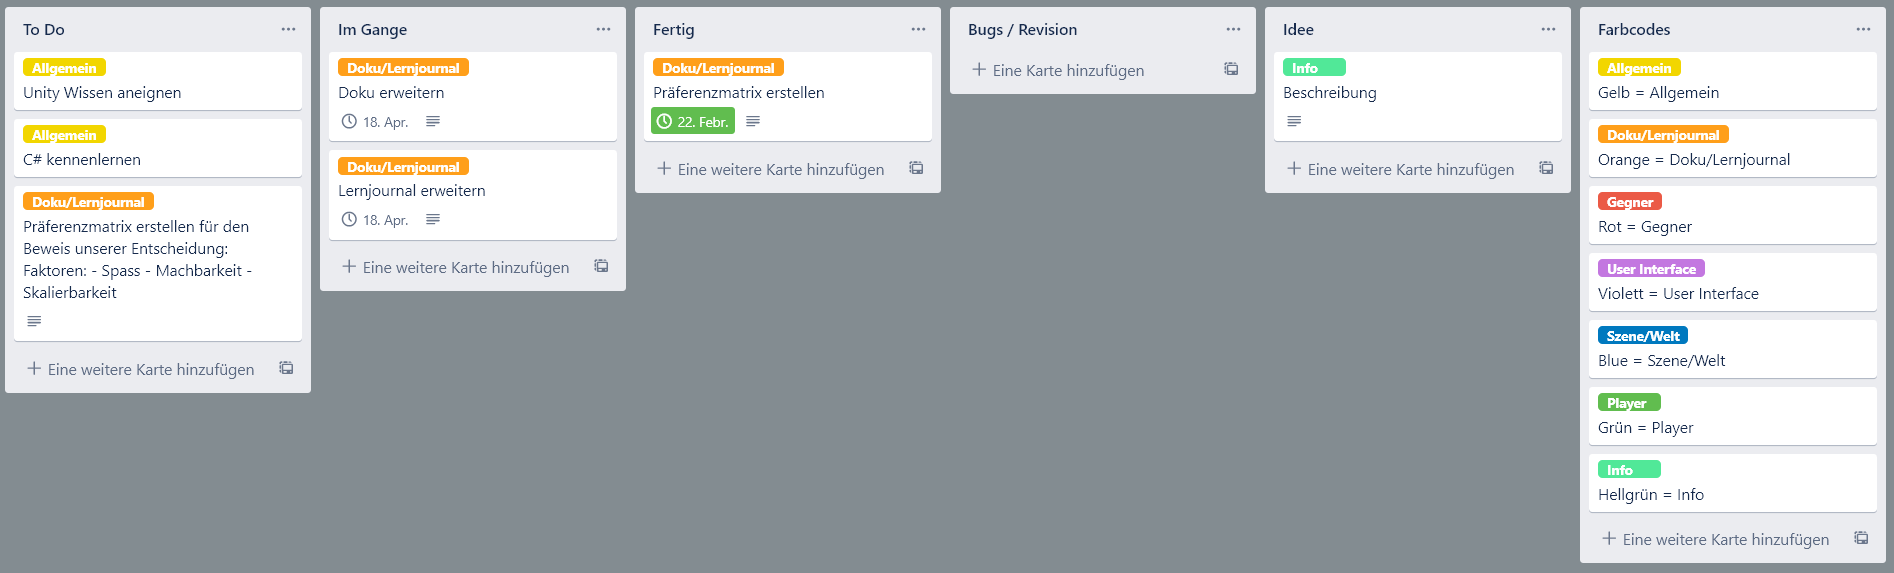 To Do
Allgemein
Unity Wissen aneignen
Allgemein
C# kennenlernen
Doku/Lernjournal
Präferenzmatrix erstellen für den
Beweis unserer Entscheidung:
Faktoren: - Spass - Machbarkeit -
Skalierbarkeit
Eine weitere Karte hinzufügen
Im Gange
Doku/Lernjournal
Doku erweitern
18. Apr.
Doku/Lernjournal
Lernjournal erweitern
18. Apr.
Eine weitere Karte hinzufügen
Fertig
Doku/Lernjournal
Präferenzmatrix erstellen
22. Febr.
Eine weitere Karte hinzufügen
Bugs / Revision
Eine Karte hinzufügen
Idee
Info
Beschreibung
Eine weitere Karte hinzufügen
Farbcodes
Allgemein
Gelb = Allgemein
Doku/Lernjournal
Orange = Doku/Lernjournal
Gegner
Rot = Gegner
User Interface
Violett = User Interface
Szene/Welt
Blue = Szene/Welt
Player
Grün = Player
Info
Hellgrün = Info
Eine weitere Karte hinzufügen